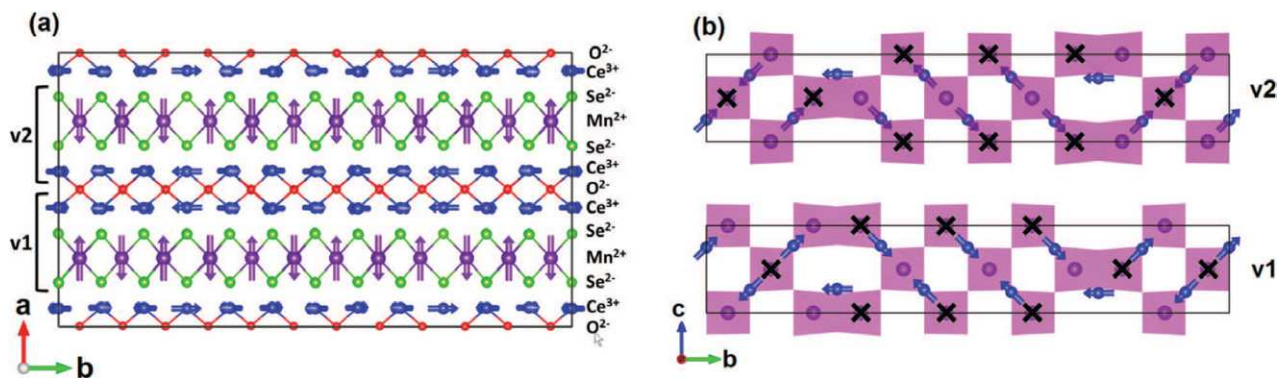 (a)
O2-
Ce3+
Se2-
Mn2+
Se2-
Ce3+
O2-
Ce3+
Se2-
Mn2+
Se2-
Ce3+
O2-
v2
v1
a
b
(b)
v2
v1
c
b